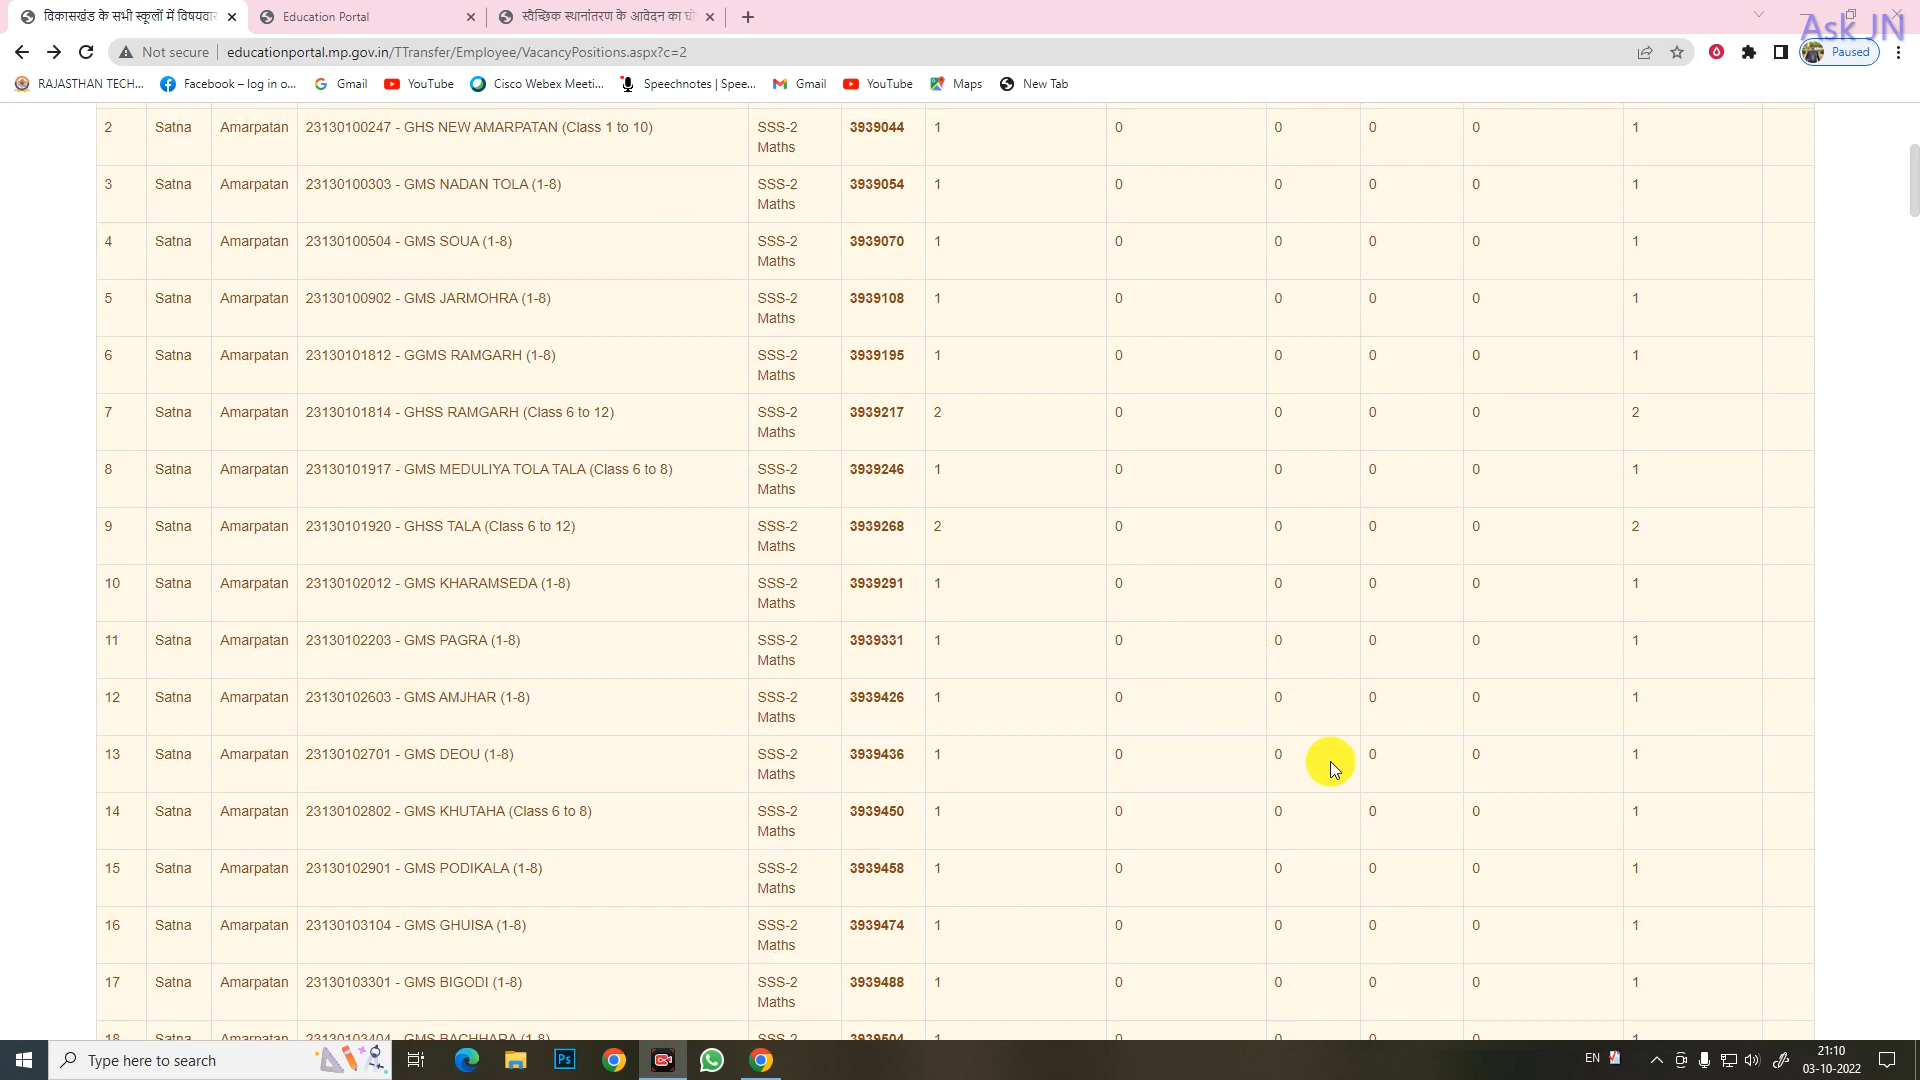 विकासखंड के सभी स्कूलों में विषयवार
Education Portal
स्वैच्छिक स्थानांतरण के आवेदन का घो
Ask JN
Not secure educationportal.mp.gov.in/TTransfer/Employee/VacancyPositions.aspx?c=2
Paused
RAJASTHAN TECH... Facebook – log in o... Gmail YouTube Cisco Webex Meeti... Speechnotes | Spee... Gmail YouTube Maps New Tab
2 Satna Amarpatan 23130100247 - GHS NEW AMARPATAN (Class 1 to 10) SSS-2 3939044 1 0 0 0 0 1
Maths
3 Satna Amarpatan 23130100303 - GMS NADAN TOLA (1-8) SSS-2 3939054 1 0 0 0 0 1
Maths
4 Satna Amarpatan 23130100504 - GMS SOUA (1-8) SSS-2 3939070 1 0 0 0 0 1
Maths
5 Satna Amarpatan 23130100902 - GMS JARMOHRA (1-8) SSS-2 3939108 1 0 0 0 0 1
Maths
6 Satna Amarpatan 23130101812 - GGMS RAMGARH (1-8) SSS-2 3939195 1 0 0 0 0 1
Maths
7 Satna Amarpatan 23130101814 - GHSS RAMGARH (Class 6 to 12) SSS-2 3939217 2 0 0 0 0 2
Maths
8 Satna Amarpatan 23130101917 - GMS MEDULIYA TOLA TALA (Class 6 to 8) SSS-2 3939246 1 0 0 0 0 1
Maths
9 Satna Amarpatan 23130101920 - GHSS TALA (Class 6 to 12) SSS-2 3939268 2 0 0 0 0 2
Maths
10 Satna Amarpatan 23130102012 - GMS KHARAMSEDA (1-8) SSS-2 3939291 1 0 0 0 0 1
Maths
11 Satna Amarpatan 23130102203 - GMS PAGRA (1-8) SSS-2 3939331 1 0 0 0 0 1
Maths
12 Satna Amarpatan 23130102603 - GMS AMJHAR (1-8) SSS-2 3939426 1 0 0 0 0 1
Maths
13 Satna Amarpatan 23130102701 - GMS DEOU (1-8) SSS-2 3939436 1 0 0 0 0 1
Maths
14 Satna Amarpatan 23130102802 - GMS KHUTAHA (Class 6 to 8) SSS-2 3939450 1 0 0 0 0 1
Maths
15 Satna Amarpatan 23130102901 - GMS PODIKALA (1-8) SSS-2 3939458 1 0 0 0 0 1
Maths
16 Satna Amarpatan 23130103104 - GMS GHUISA (1-8) SSS-2 3939474 1 0 0 0 0 1
Maths
17 Satna Amarpatan 23130103301 - GMS BIGODI (1-8) SSS-2 3939488 1 0 0 0 0 1
Maths
18 Satna Amarpatan 23130103404 - GMS BACHHARA (1-8) SSS-2 3939504 1 0 0 0 0 1
Type here to search
Ps
EN
21:10
03-10-2022